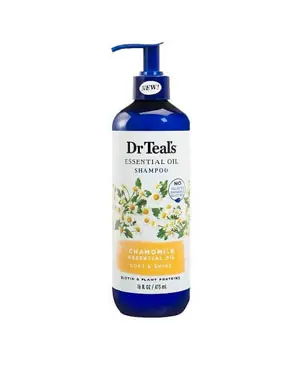 NEW!
Dr Teal's
ESSENTIAL OIL
SHAMPOO
NO
CHAMOMILE
ESSENTIAL OIL
SOFT & SHINE
BIOTIN & PLANT PROTEINS
16 fl OZ / 473 mL